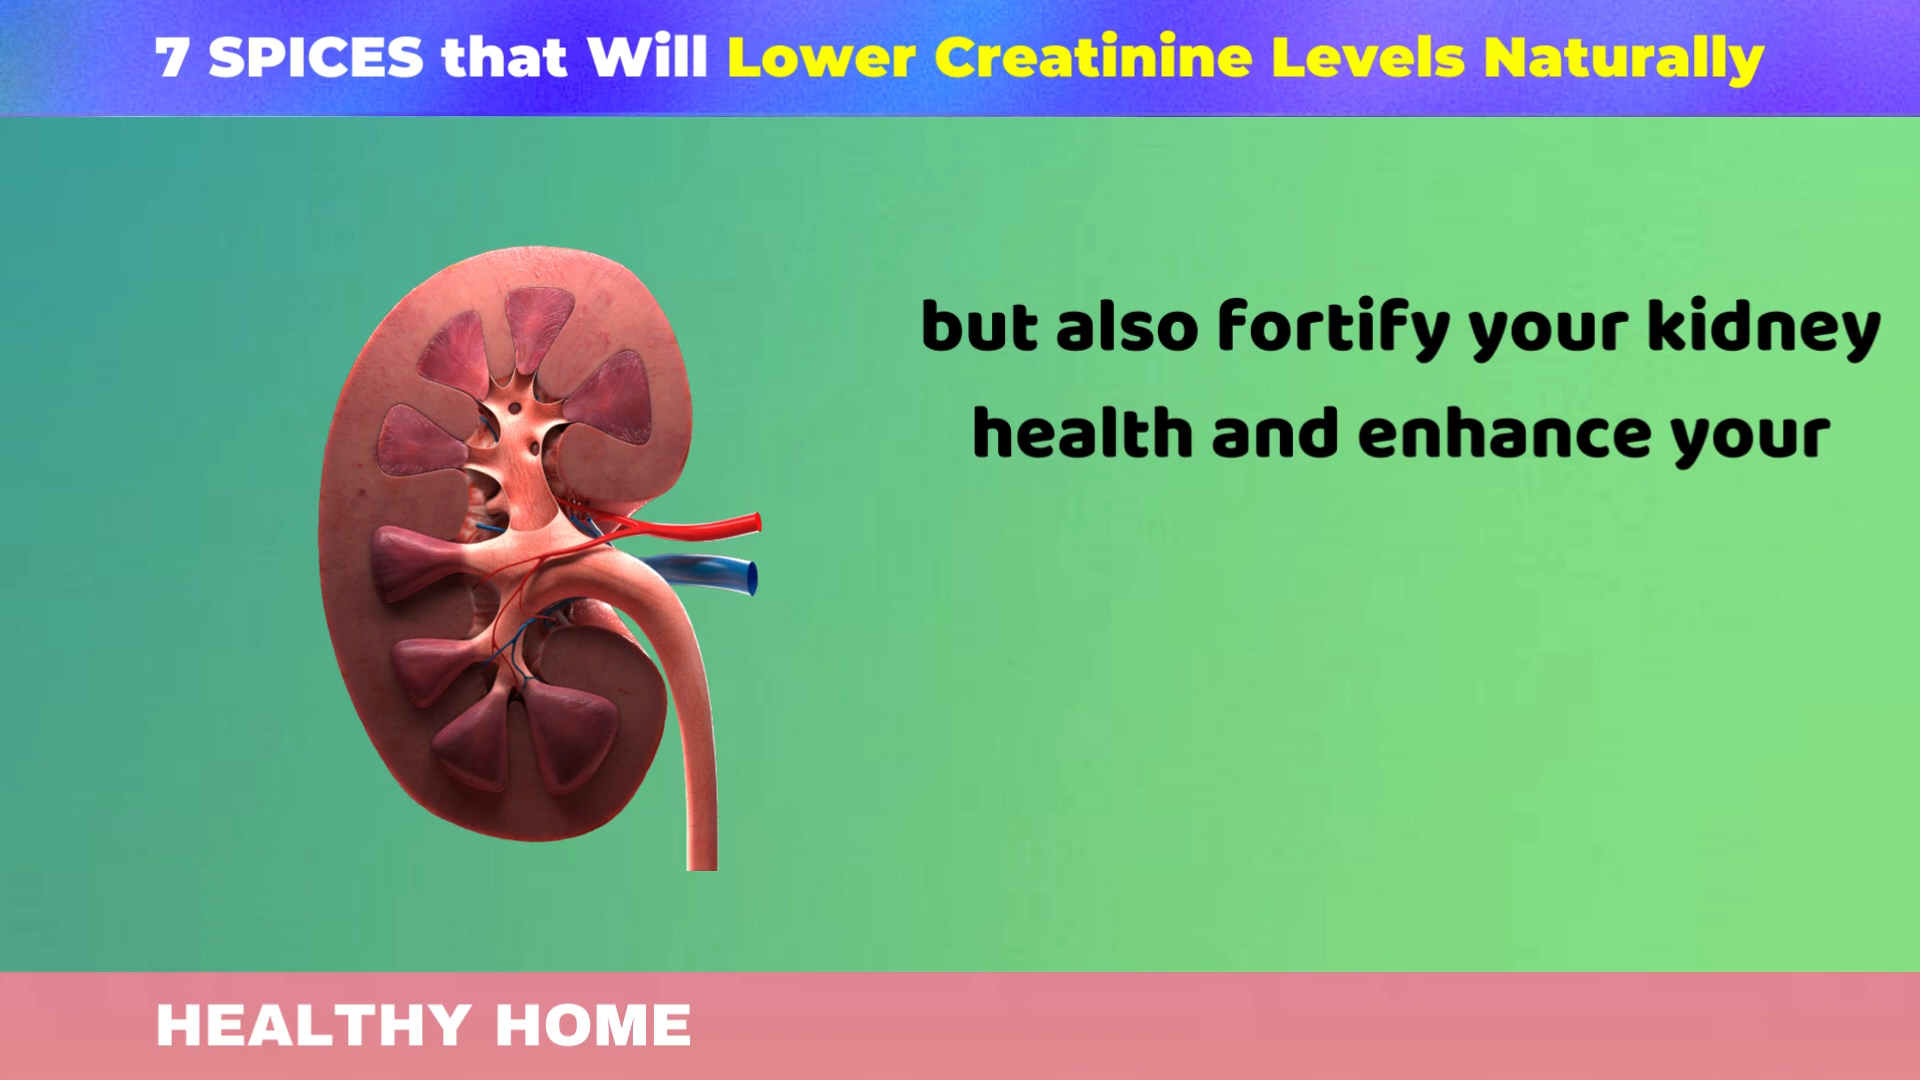 7 SPICES that Will Lower Creatinine Levels Naturally
but also fortify your kidney
health and enhance your
HEALTHY HOME